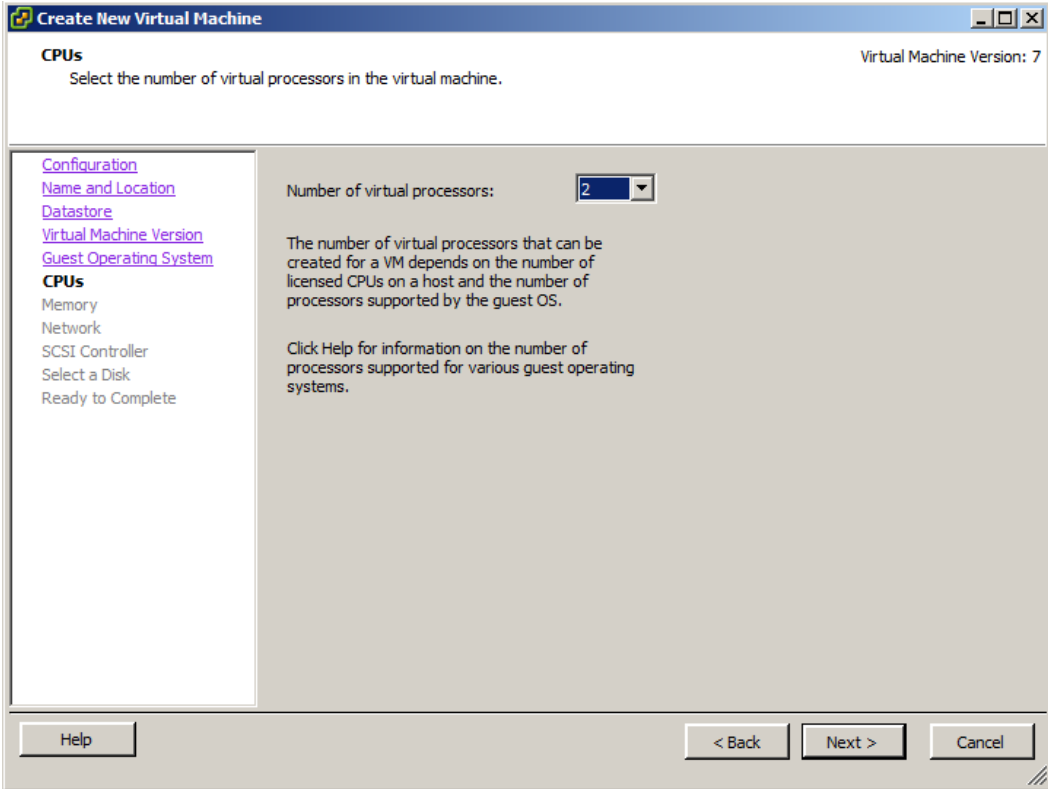 Create New Virtual Machine
CPUs
Select the number of virtual processors in the virtual machine.
Virtual Machine Version: 7
Configuration
Name and Location
Datastore
Virtual Machine Version
Guest Operating System
CPUs
Memory
Network
SCSI Controller
Select a Disk
Ready to Complete
Number of virtual processors:
2
The number of virtual processors that can be
created for a VM depends on the number of
licensed CPUs on a host and the number of
processors supported by the guest OS.
Click Help for information on the number of
processors supported for various guest operating
systems.
Help
< Back
Next >
Cancel